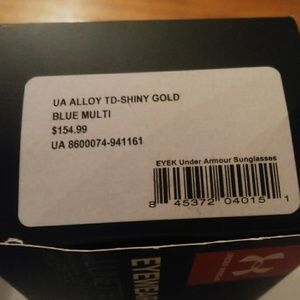 UA ALLOY TD-SHINY GOLD
BLUE MULTI
$154.99
UA 8600074-941161
EYEK Under Armour Sunglasses
8 45372 04015 1
EYEWEAR